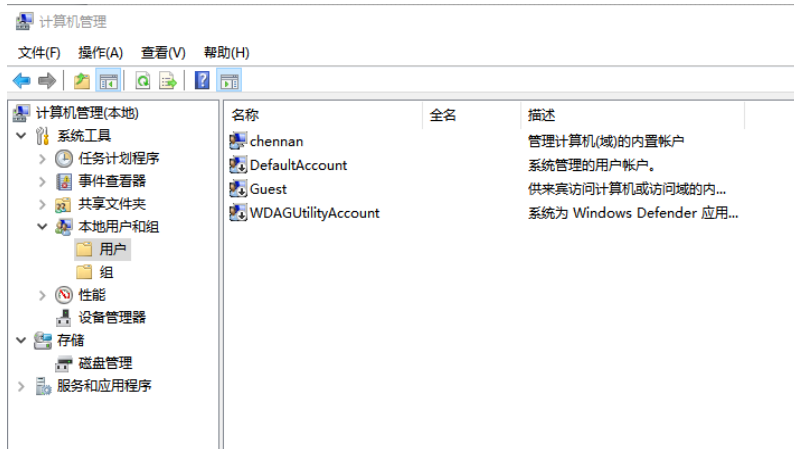 计算机管理
文件(F) 操作(A) 查看(V) 帮助(H)
计算机管理(本地)
系统工具
任务计划程序
事件查看器
共享文件夹
本地用户和组
用户
组
性能
设备管理器
存储
磁盘管理
服务和应用程序
名称 全名 描述
chennan 管理计算机(域)的内置帐户
DefaultAccount 系统管理的用户帐户。
Guest 供来宾访问计算机或访问域的内...
WDAGUtilityAccount 系统为 Windows Defender 应用...